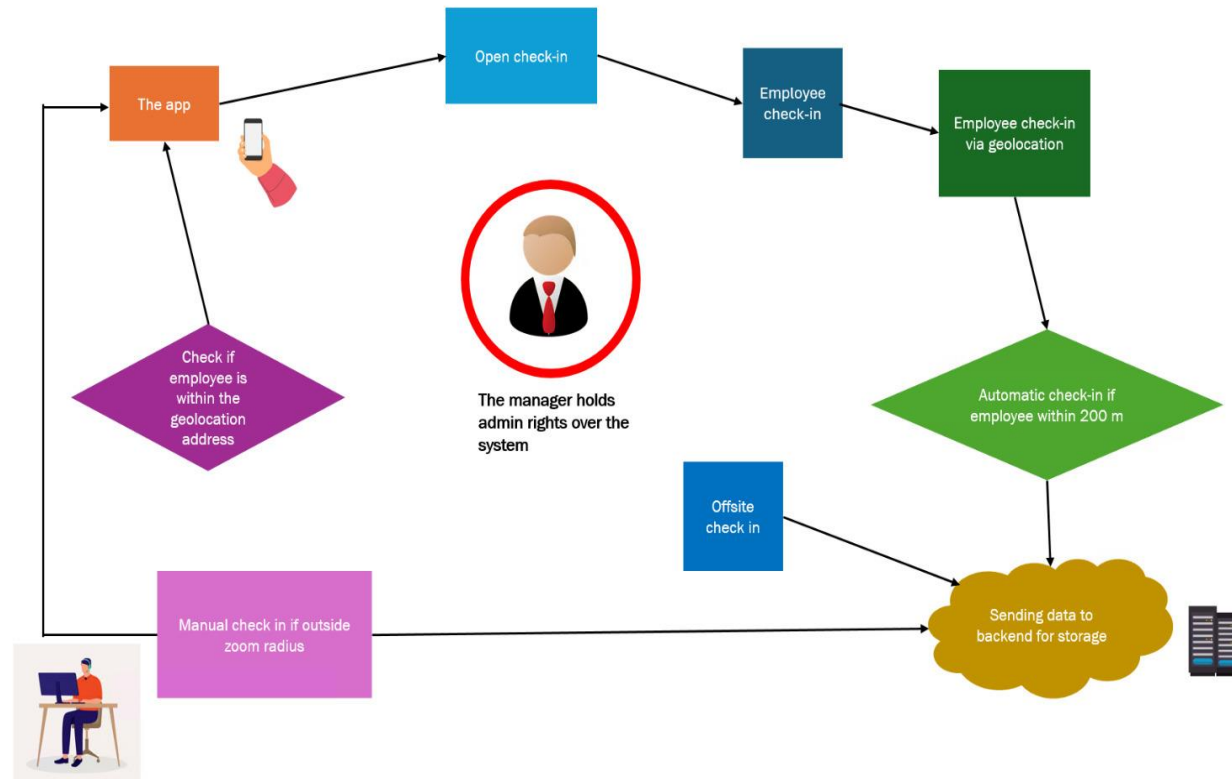 The app
Open check-in
Employee
check-in
Employee check-in
via geolocation
Check if
employee is
within the
geolocation
address
The manager holds
admin rights over the
system
Automatic check-in if
employee within 200 m
Offsite
check in
Manual check in if outside
zoom radius
Sending data to
backend for storage